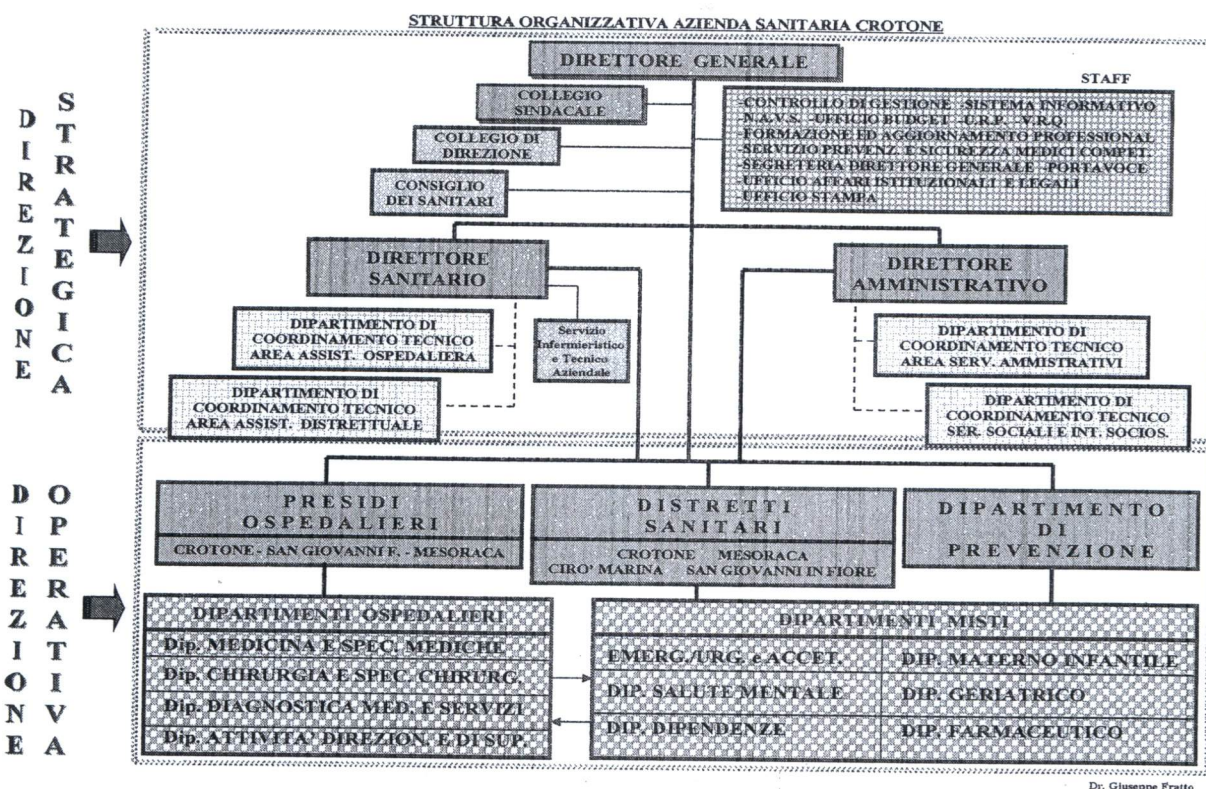 STRUTTURA ORGANIZZATIVA AZIENDA SANITARIA CROTONE
DIREZIONE
STRATEGICA
DIRETTORE GENERALE
COLLEGIO
SINDACALE
COLLEGIO DI
DIREZIONE
CONSIGLIO
DEI SANITARI
STAFF
-CONTROLLO DI GESTIONE -SISTEMA INFORMATIVO
-N.A.V.S. -UFFICIO BUDGET -U.R.P. -V.R.Q.
-FORMAZIONE ED AGGIORNAMENTO PROFESSIONAL
-SERVIZIO PREVENZ. E SICUREZZA MEDICI COMPET.
-SEGRETERIA DIRETTORE GENERALE -PORTAVOCE
-UFFICIO AFFARI ISTITUZIONALI E LEGALI
-UFFICIO STAMPA
DIRETTORE
SANITARIO
DIRETTORE
AMMINISTRATIVO
DIPARTIMENTO DI
COORDINAMENTO TECNICO
AREA ASSIST. OSPEDALIERA
Servizio
Infermieristico
e Tecnico
Aziendale
DIPARTIMENTO DI
COORDINAMENTO TECNICO
AREA SERV. AMMISTRATIVI
DIPARTIMENTO DI
COORDINAMENTO TECNICO
AREA ASSIST. DISTRETTUALE
DIPARTIMENTO DI
COORDINAMENTO TECNICO
SER. SOCIALI E INT. SOCIOS.
DIREZIONE
OPERATIVA
PRESIDI
OSPEDALIERI
CROTONE - SAN GIOVANNI F. - MESORACA
DISTRETTI
SANITARI
CROTONE MESORACA
CIRO' MARINA SAN GIOVANNI IN FIORE
DIPARTIMENTO
DI
PREVENZIONE
DIPARTIMENTI OSPEDALIERI
Dip. MEDICINA E SPEC. MEDICHE
Dip. CHIRURGIA E SPEC. CHIRURG.
Dip. DIAGNOSTICA MED. E SERVIZI
Dip. ATTIVITA' DIREZION. E DI SUP.
DIPARTIMENTI MISTI
EMERG./URG. e ACCET.
DIP. MATERNO INFANTILE
DIP. SALUTE MENTALE
DIP. GERIATRICO
DIP. DIPENDENZE
DIP. FARMACEUTICO
Dr. Giuseppe Fratto